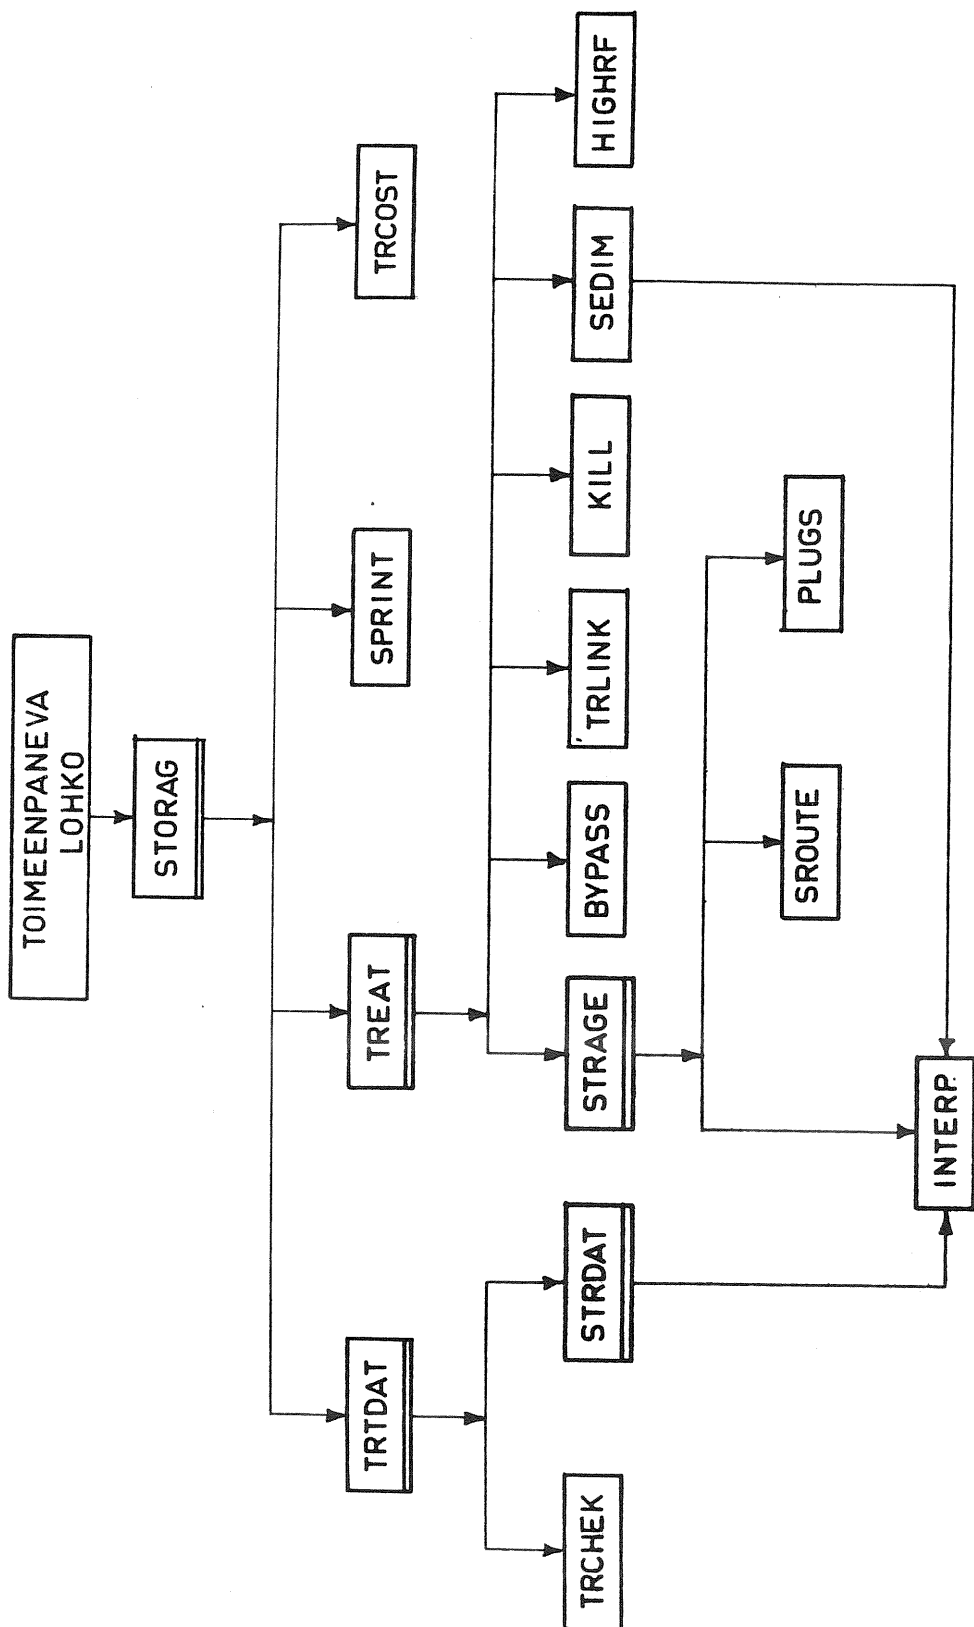 TOIMEENPANEVA
LOHKO
STORAG
TRTDAT
TREAT
SPRINT
TRCOST
TRCHEK
STRDAT
STRAGE
BYPASS
TRLINK
KILL
SEDIM
HIGHRF
SROUTE
PLUGS
INTERP.